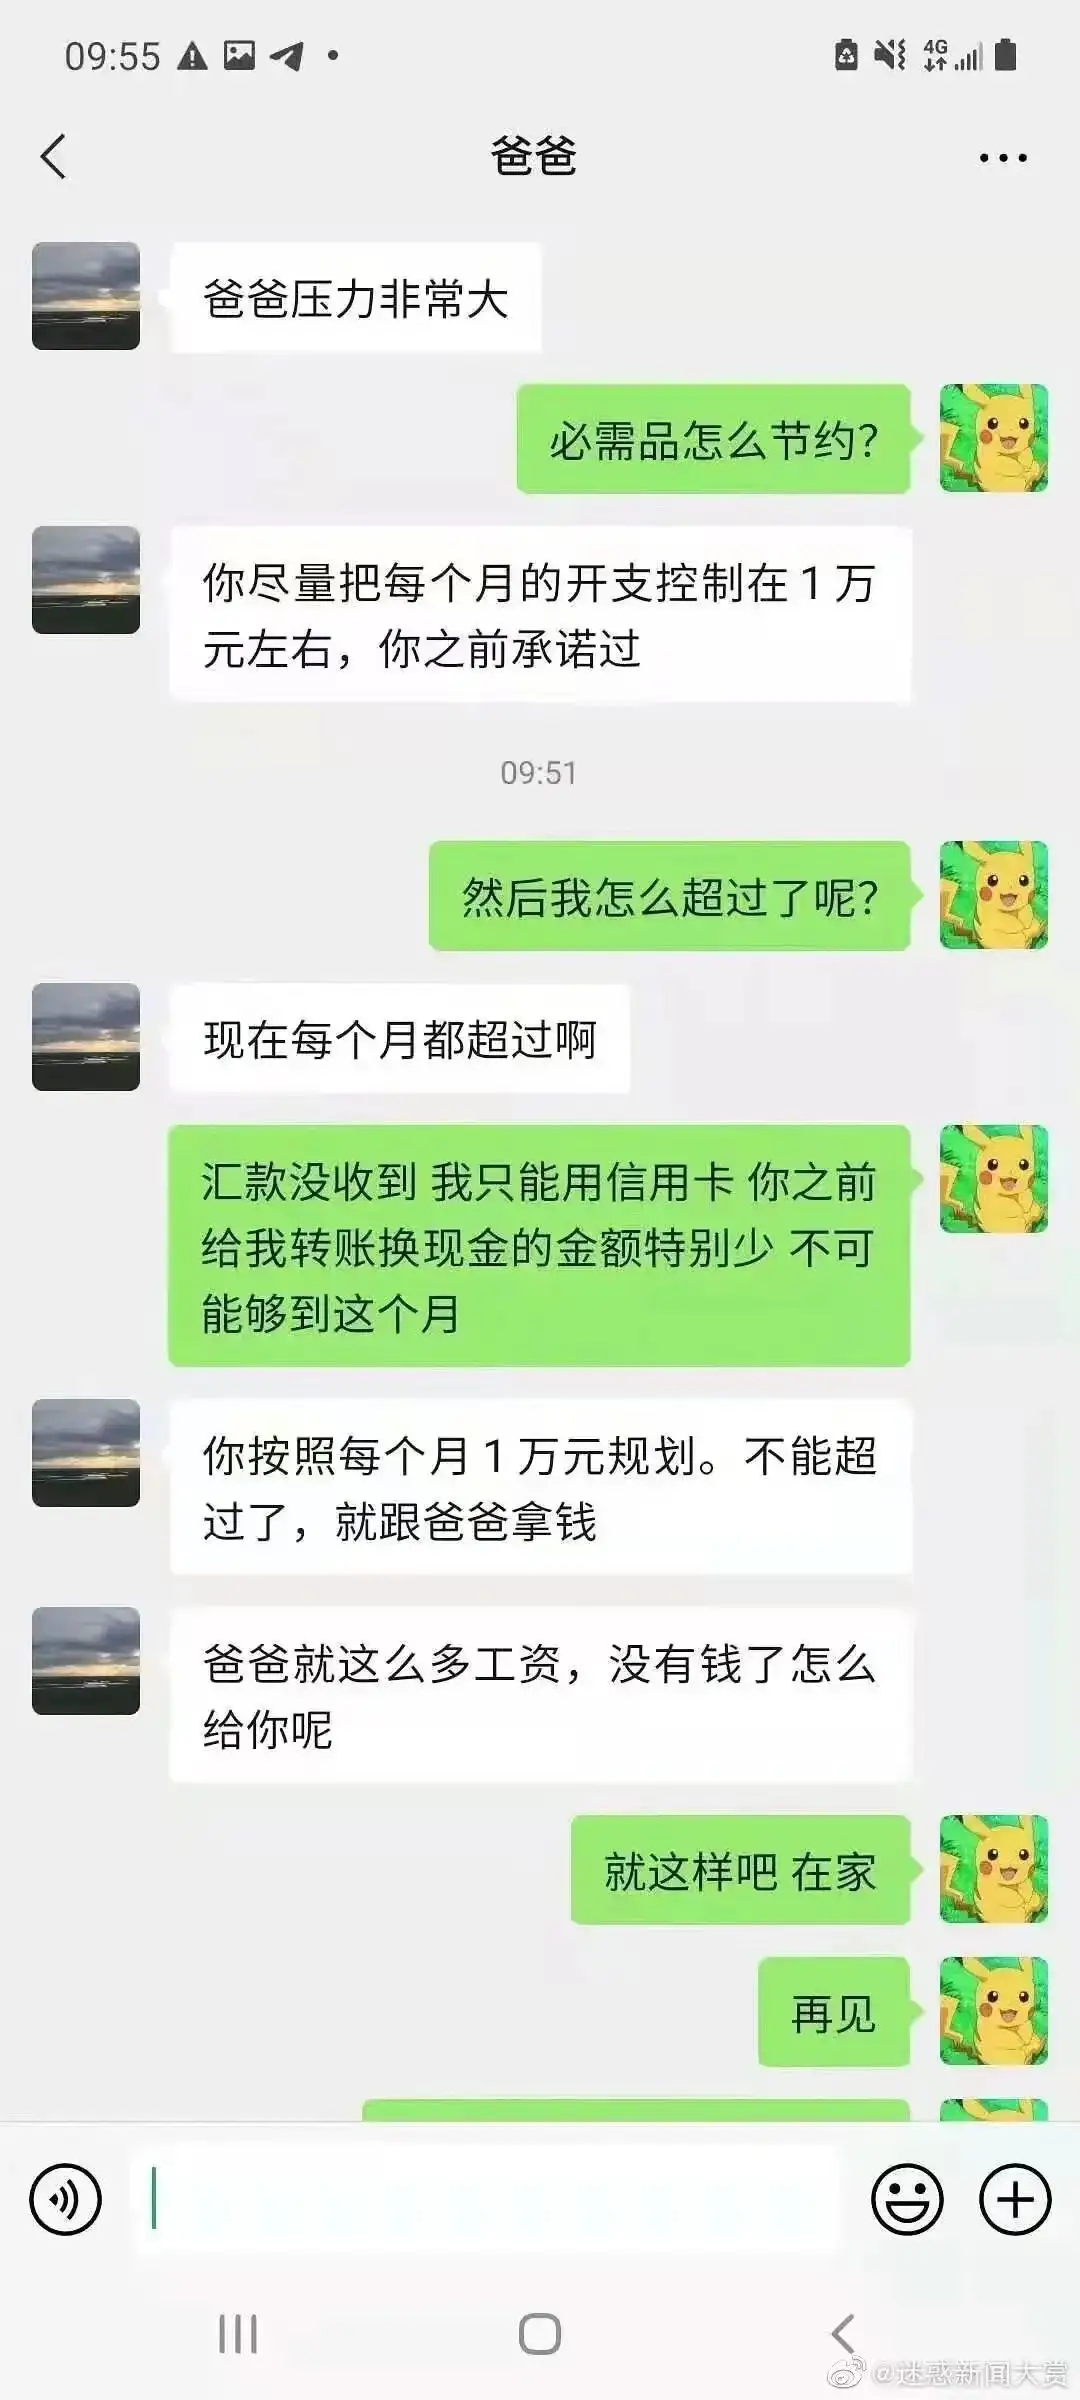 09:55
4G
爸爸
爸爸压力非常大
必需品怎么节约?
你尽量把每个月的开支控制在1万
元左右，你之前承诺过
09:51
然后我怎么超过了呢?
现在每个月都超过啊
汇款没收到 我只能用信用卡 你之前
给我转账换现金的金额特别少 不可
能够到这个月
你按照每个月1万元规划。不能超
过了，就跟爸爸拿钱
爸爸就这么多工资，没有钱了怎么
给你呢
就这样吧 在家
再见
@迷惑新闻大赏